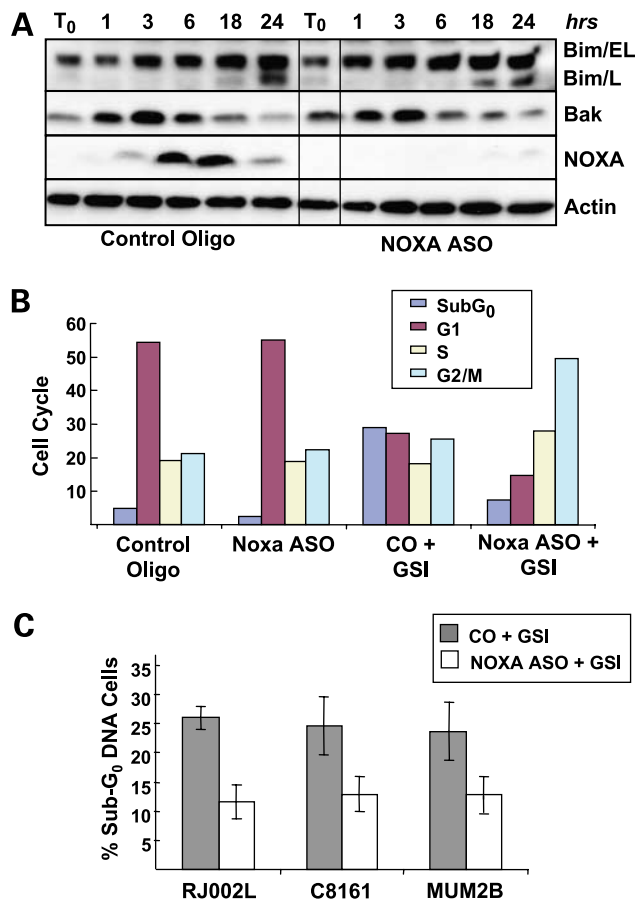 A
T0 1 3 6 18 24 T0 1 3 6 18 24 hrs
Bim/EL
Bim/L
Bak
NOXA
Actin
Control Oligo NOXA ASO
B
SubG0
G1
S
G2/M
60
50
40
30
20
10
Cell Cycle
Control Oligo
Noxa ASO
CO + GSI
Noxa ASO + GSI
C
CO + GSI
NOXA ASO + GSI
35
30
25
20
15
10
5
% Sub-G0 DNA Cells
RJ002L C8161 MUM2B